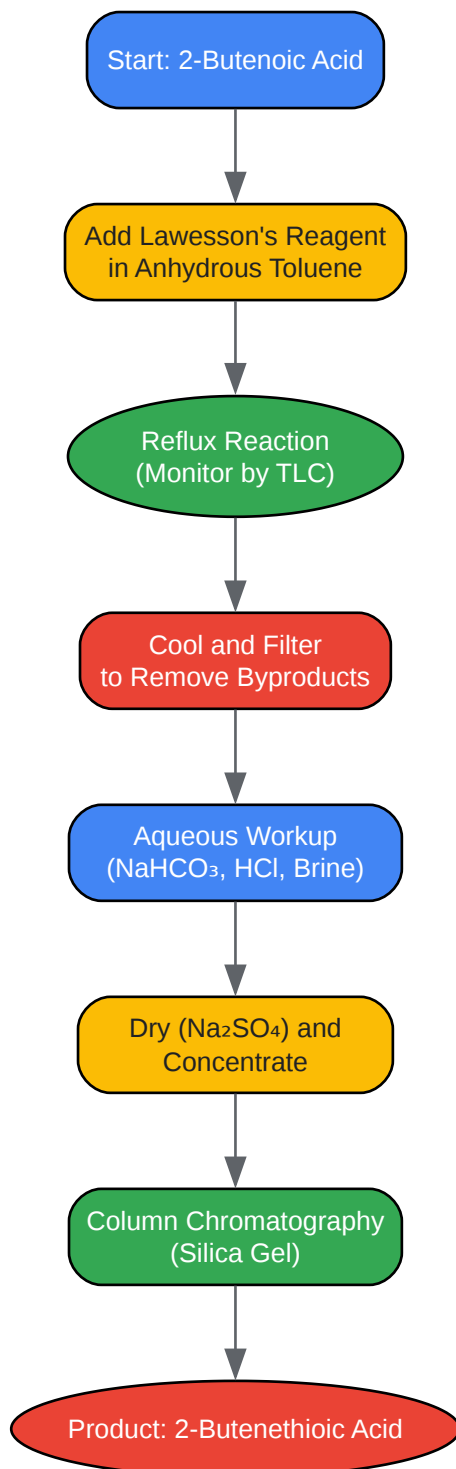 Start: 2-Butenoic Acid
Add Lawesson's Reagent
in Anhydrous Toluene
Reflux Reaction
(Monitor by TLC)
Cool and Filter
to Remove Byproducts
Aqueous Workup
(NaHCO₃, HCl, Brine)
Dry (Na₂SO₄) and
Concentrate
Column Chromatography
(Silica Gel)
Product: 2-Butenethioic Acid